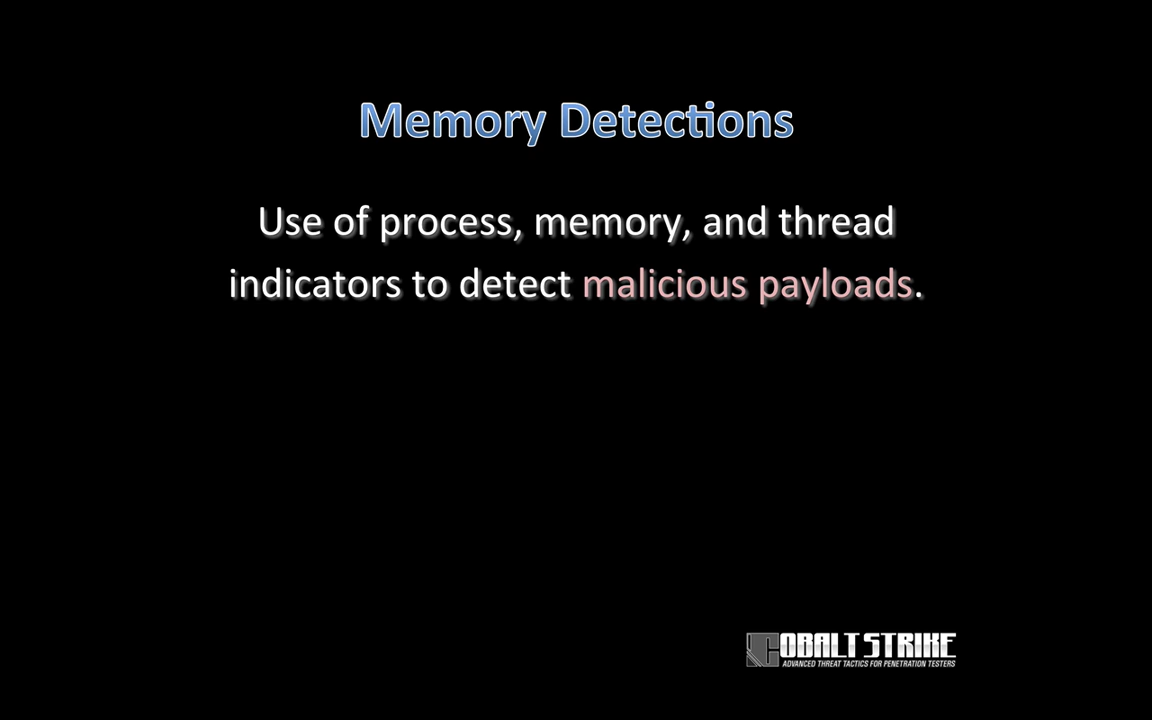 Memory Detections
Use of process, memory, and thread
indicators to detect malicious payloads.
COBALT STRIKE
ADVANCED THREAT TACTICS FOR PENETRATION TESTERS